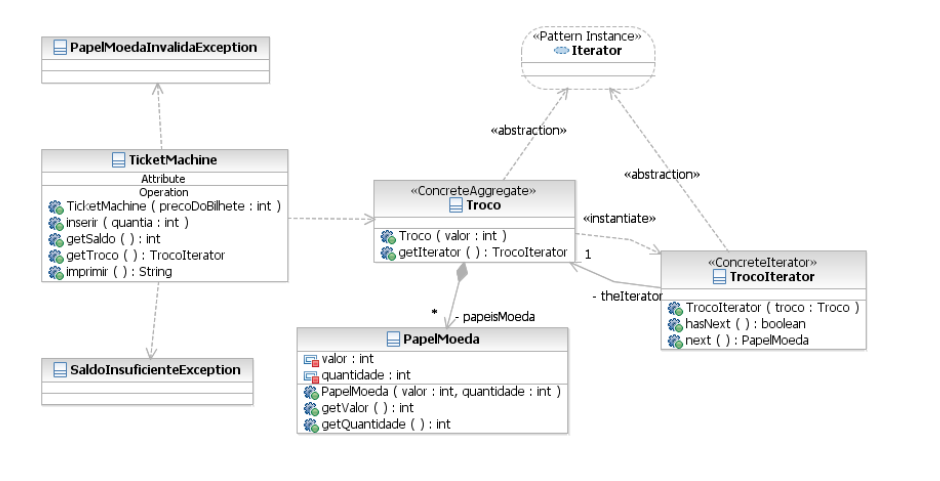 PapelMoedaInvalidaException
«Pattern Instance»
Iterator
«abstraction»
«abstraction»
TicketMachine
Attribute
Operation
TicketMachine ( precoDoBilhete : int )
inserir ( quantia : int )
getSaldo ( ) : int
getTroco ( ) : TrocoIterator
imprimir ( ) : String
«ConcreteAggregate»
Troco
Troco ( valor : int )
getIterator ( ) : TrocoIterator
«instantiate»
1
- theIterator
«ConcreteIterator»
TrocoIterator
TrocoIterator ( troco : Troco )
hasNext ( ) : boolean
next ( ) : PapelMoeda
*
- papeisMoeda
PapelMoeda
valor : int
quantidade : int
PapelMoeda ( valor : int, quantidade : int )
getValor ( ) : int
getQuantidade ( ) : int
SaldoInsuficienteException